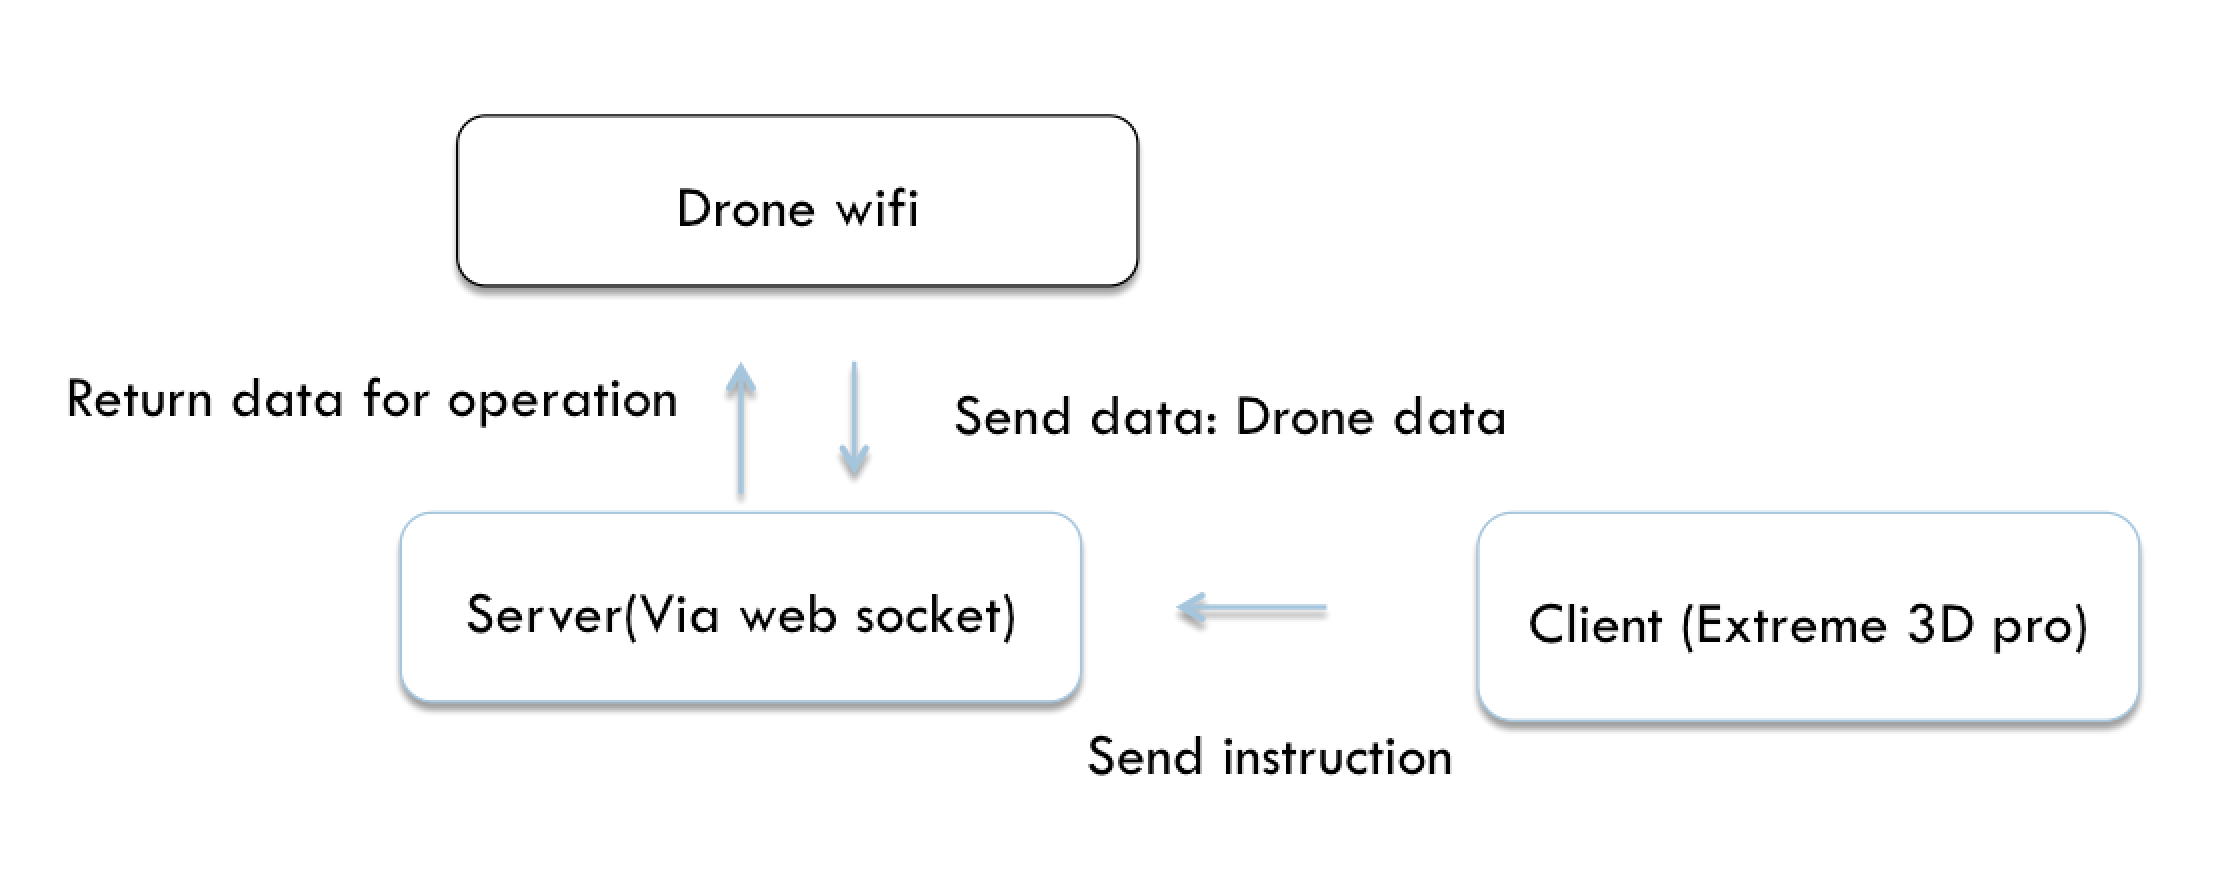 Drone wifi
Return data for operation
Send data: Drone data
Server(Via web socket)
Client (Extreme 3D pro)
Send instruction